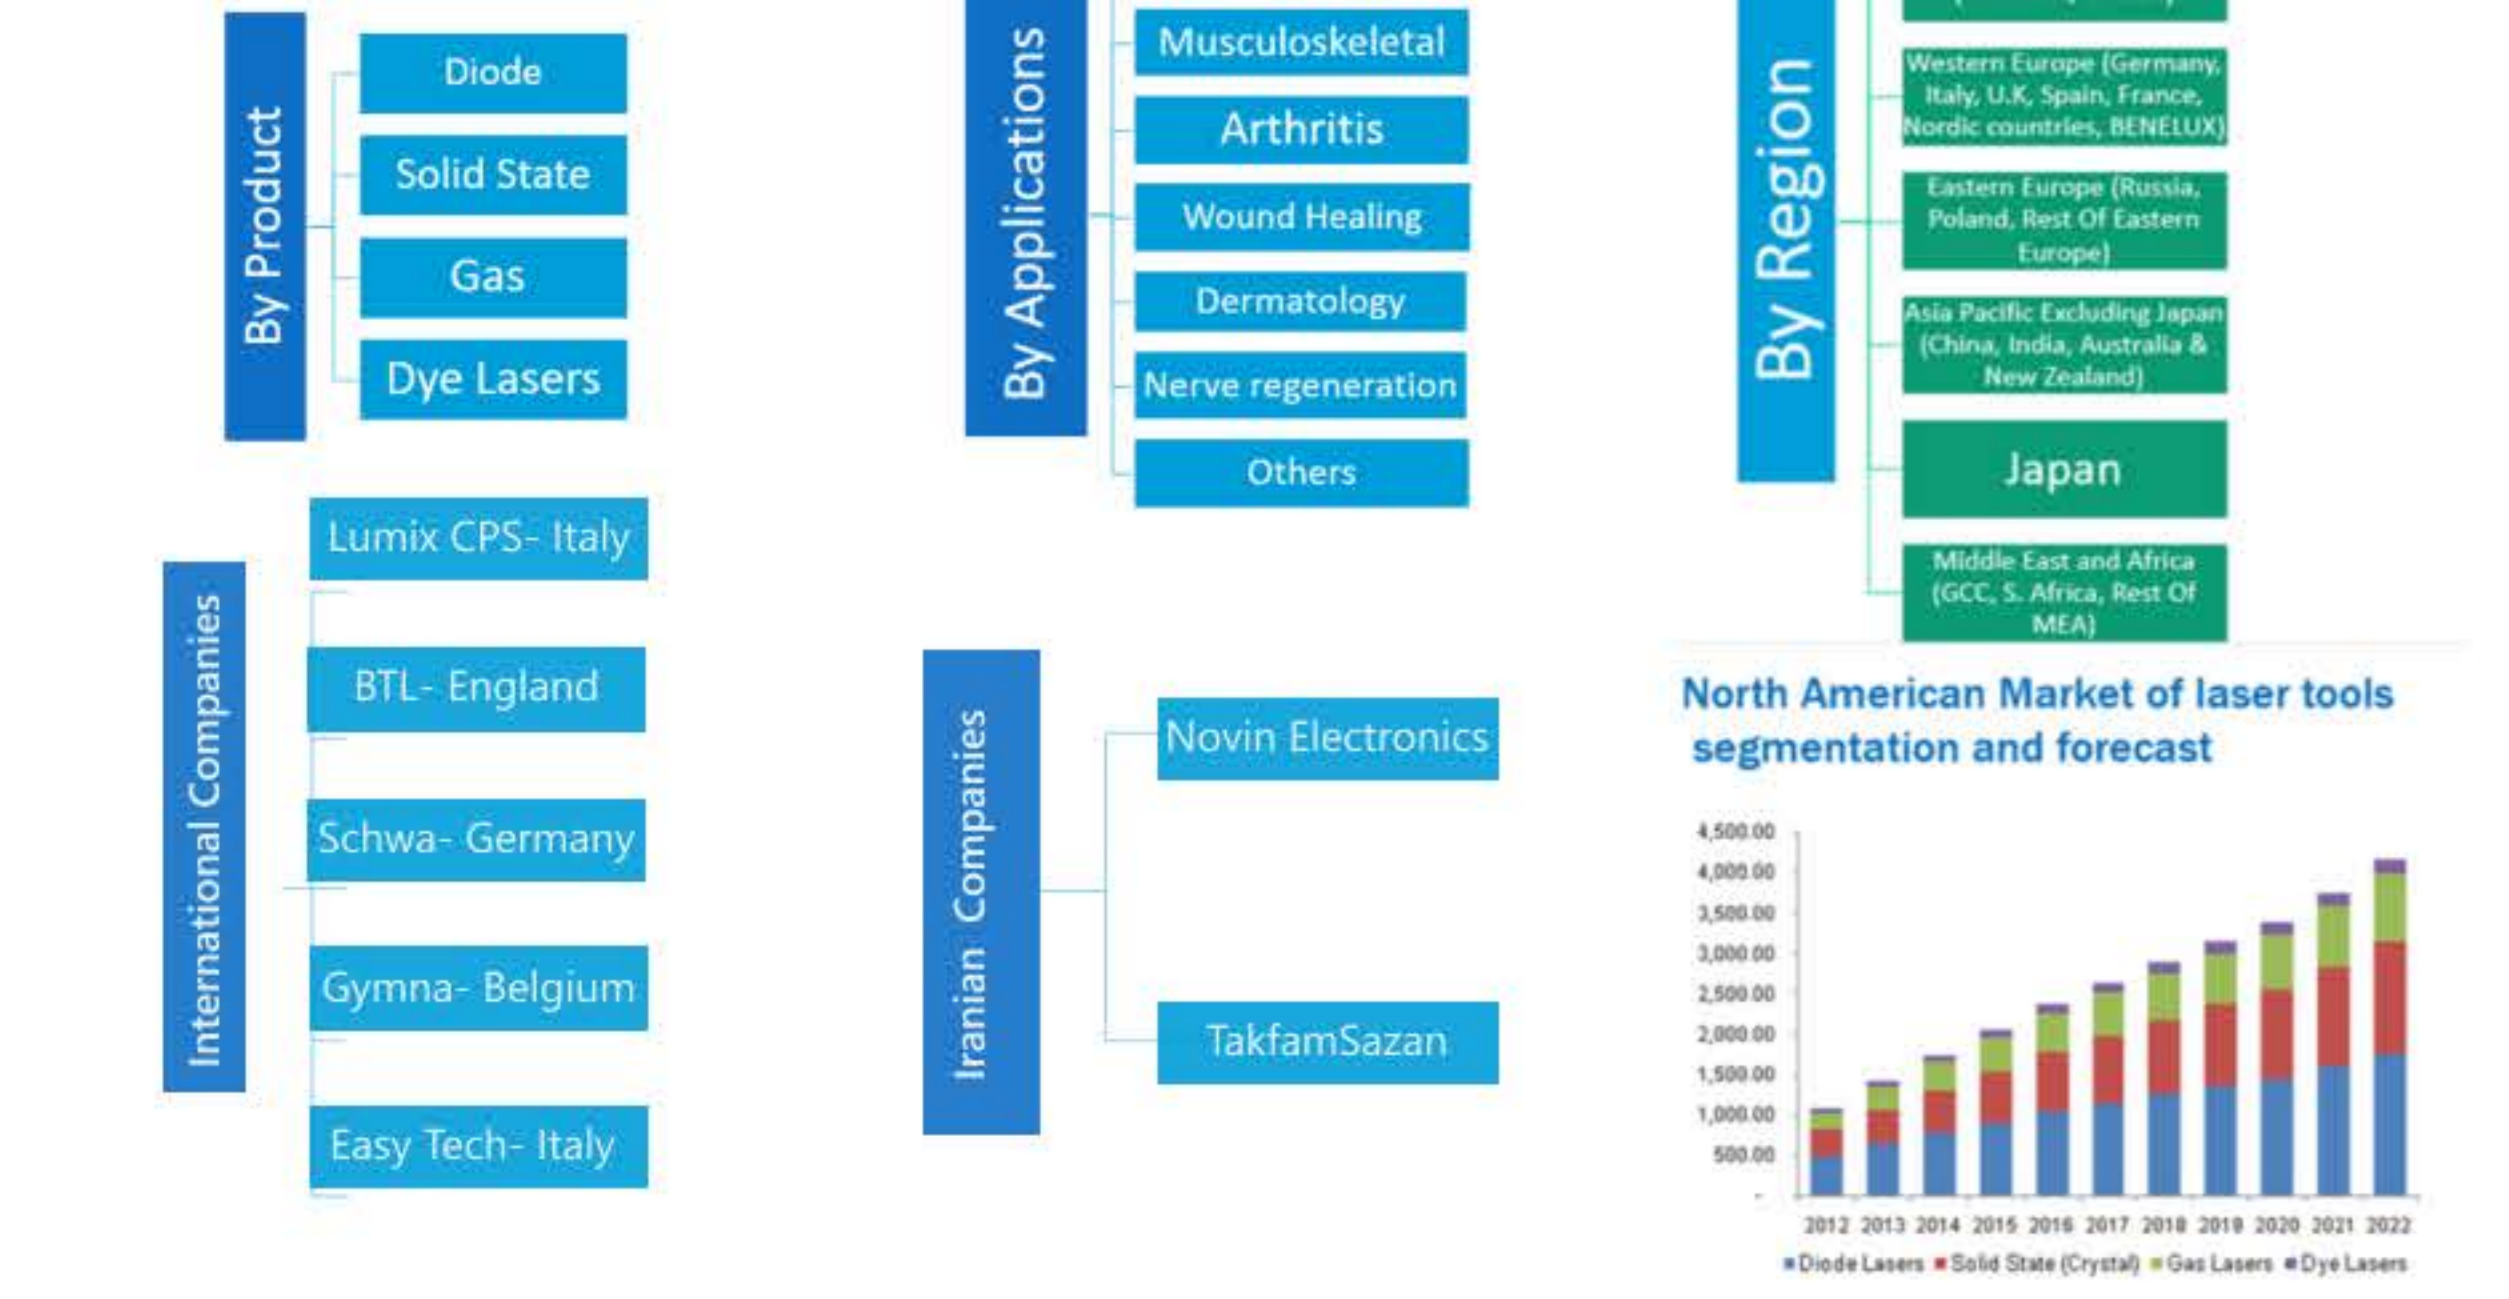 By Product
Diode
Solid State
Gas
Dye Lasers
By Applications
Musculoskeletal
Arthritis
Wound Healing
Dermatology
Nerve regeneration
Others
By Region
Western Europe (Germany,
Italy, U.K, Spain, France,
Nordic countries, BENELUX)
Eastern Europe (Russia,
Poland, Rest Of Eastern
Europe)
Asia Pacific Excluding Japan
(China, India, Australia &
New Zealand)
Japan
Middle East and Africa
(GCC, S. Africa, Rest Of
MEA)
International Companies
Lumix CPS- Italy
BTL- England
Schwa- Germany
Gymna- Belgium
Easy Tech- Italy
Iranian Companies
Novin Electronics
TakfamSazan
North American Market of laser tools
segmentation and forecast
4,500.00
4,000.00
3,500.00
3,000.00
2,500.00
2,000.00
1,500.00
1,000.00
500.00
-
2012 2013 2014 2015 2016 2017 2018 2019 2020 2021 2022
Diode Lasers Solid State (Crystal) Gas Lasers Dye Lasers